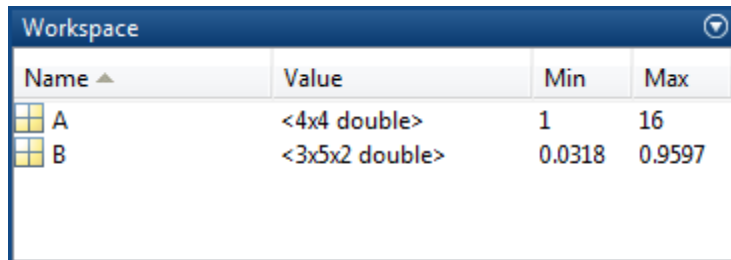 Workspace
Name Value Min Max
A <4x4 double> 1 16
B <3x5x2 double> 0.0318 0.9597